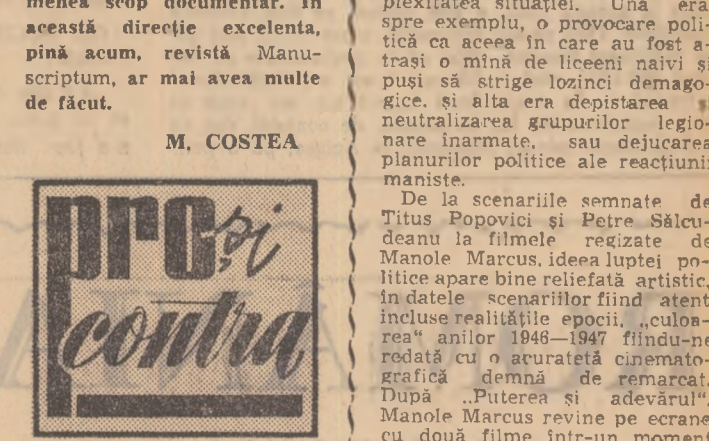 menea scop documentar. In
această direcție excelenta,
pină acum, revistă Manu-
scriptum, ar mai avea multe
de făcut.
M. COSTEA
pro și
contra
plexitatea situației. Una era
spre exemplu, o provocare poli-
tică ca aceea în care au fost a-
trași o mînă de liceeni naivi și
puși să strige lozinci demago-
gice. și alta era depistarea
neutralizarea grupurilor legio-
nare înarmate, sau dejucarea
planurilor politice ale reacțiunii
maniste.
De la scenariile semnate de
Titus Popovici și Petre Sălcu-
deanu la filmele regizate de
Manole Marcus, ideea luptei po-
litice apare bine reliefată artistic,
în datele scenariilor fiind atent
incluse realitățile epocii, „culoa-
rea“ anilor 1946—1947 fiindu-ne
redată cu o acuratetă cinemato-
grafică demnă de remarcat.
După „Puterea și adevărul“,
Manole Marcus revine pe ecrane
cu două filme într-un moment